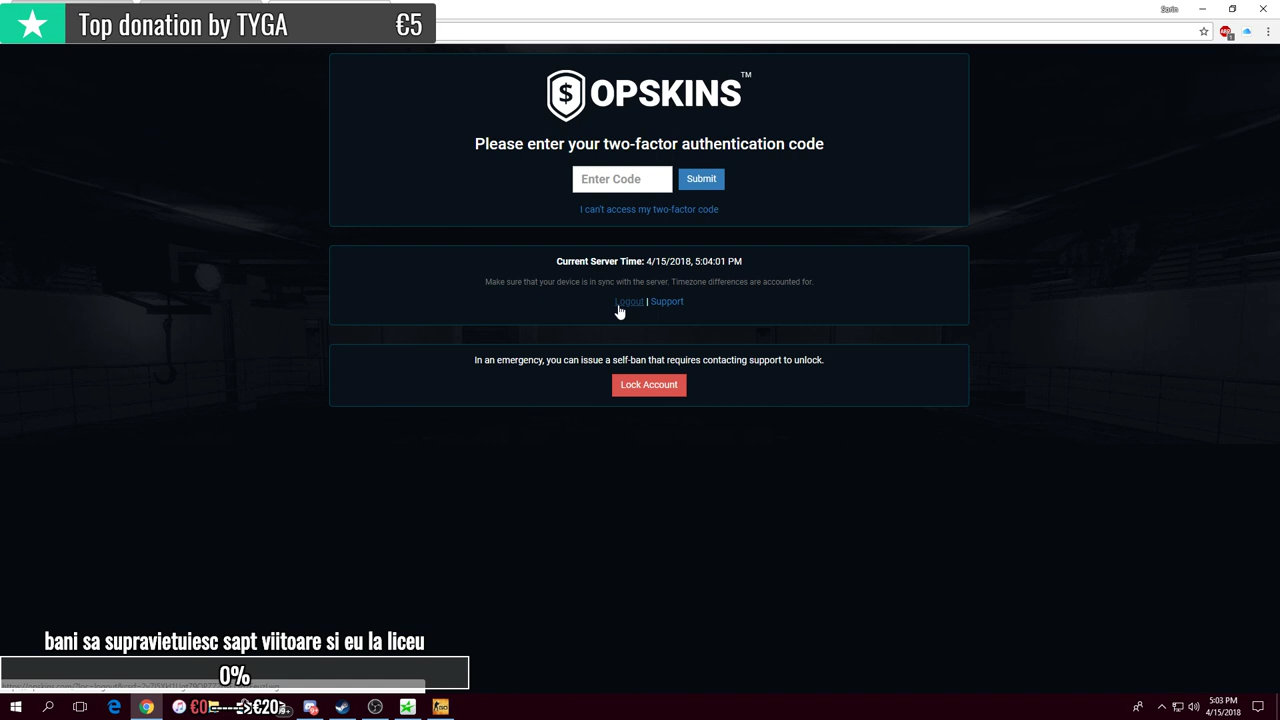 Sorin
Top donation by TYGA €5
OPSKINS™
Please enter your two-factor authentication code
Enter Code Submit
I can't access my two-factor code
Current Server Time: 4/15/2018, 5:04:01 PM
Make sure that your device is in sync with the server. Timezone differences are accounted for.
Logout | Support
In an emergency, you can issue a self-ban that requires contacting support to unlock.
Lock Account
bani sa supravietuiesc sapt viitoare si eu la liceu
0%
€20
5:03 PM
4/15/2018